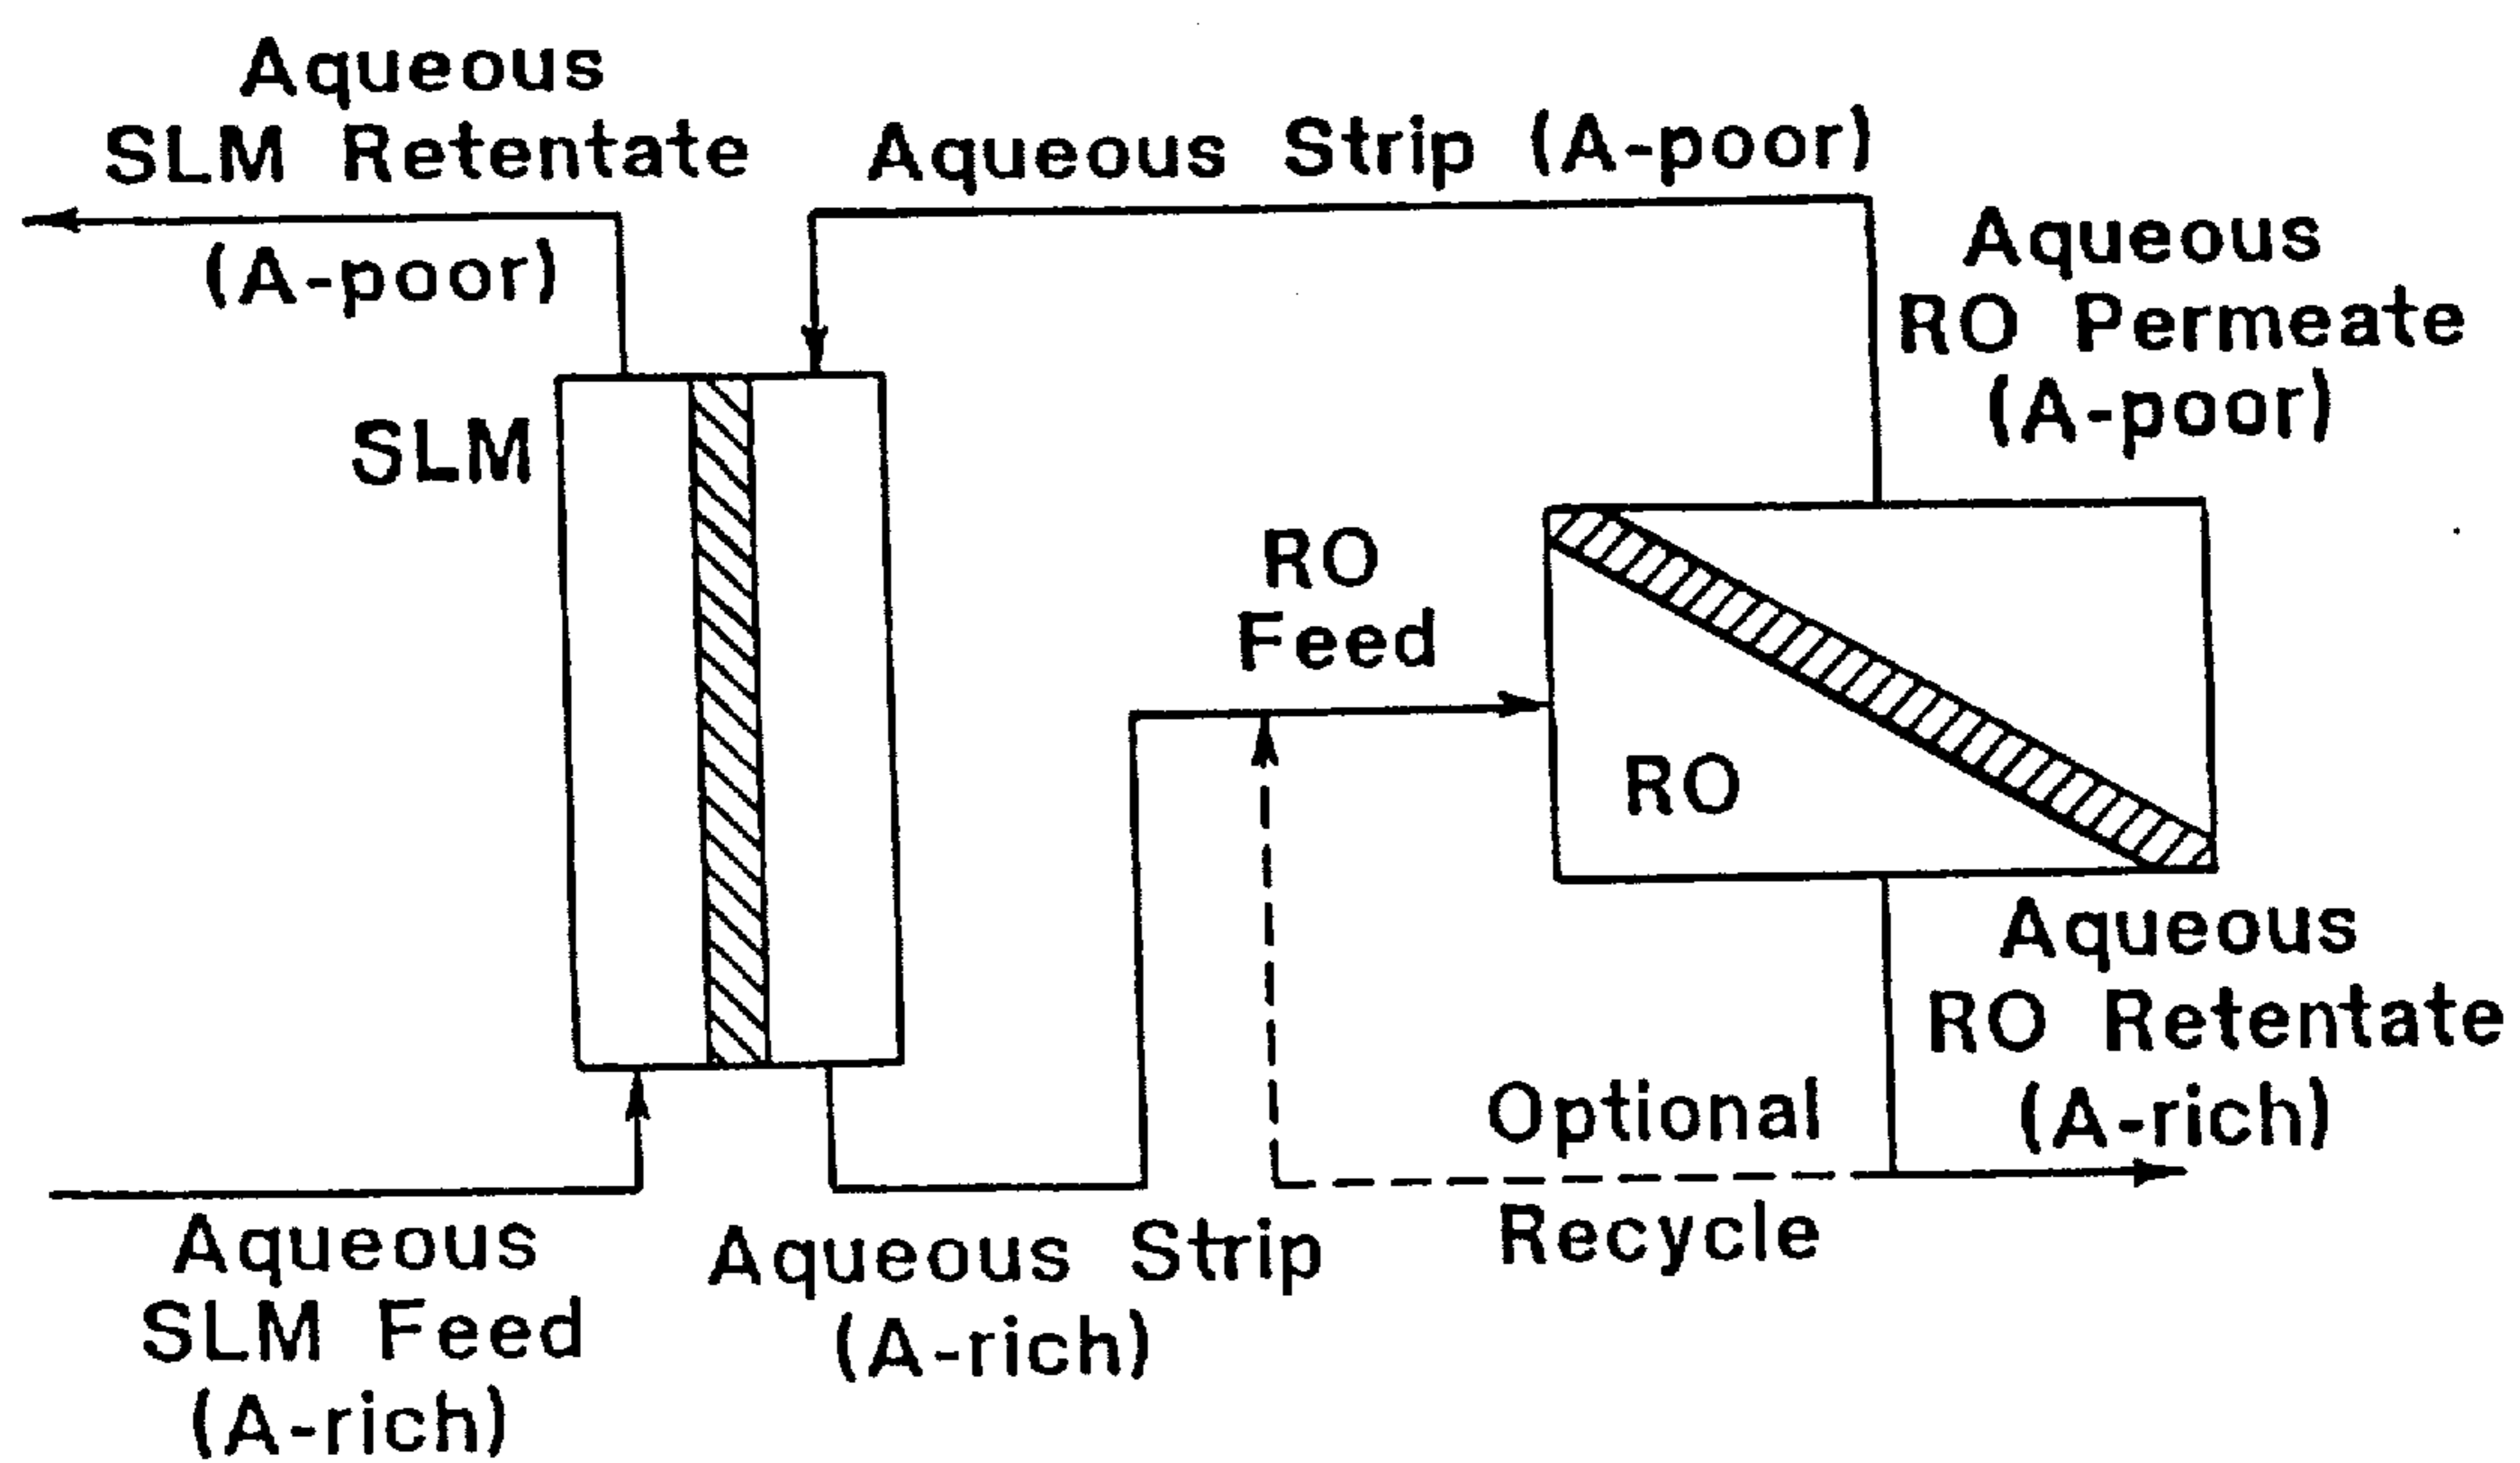 Aqueous
SLM Retentate
(A-poor)
Aqueous Strip (A-poor)
Aqueous
RO Permeate
(A-poor)
SLM
RO
Feed
RO
Aqueous
RO Retentate
(A-rich)
Optional
Recycle
Aqueous
SLM Feed
(A-rich)
Aqueous Strip
(A-rich)